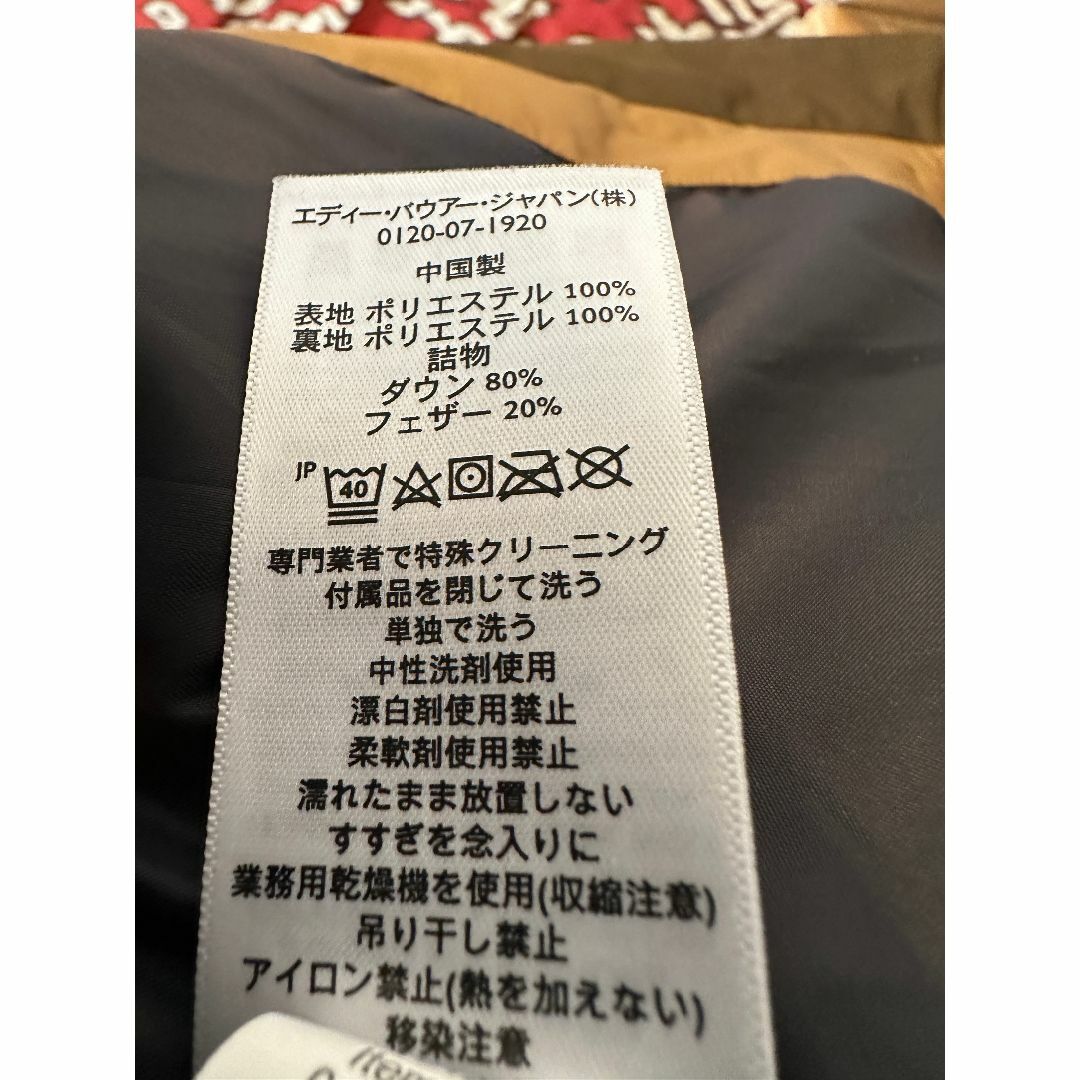 エディー・バウアー・ジャパン(株)
0120-07-1920
中国製
表地 ポリエステル 100%
裏地 ポリエステル 100%
詰物
ダウン 80%
フェザー 20%
JP 40
専門業者で特殊クリーニング
付属品を閉じて洗う
単独で洗う
中性洗剤使用
漂白剤使用禁止
柔軟剤使用禁止
濡れたまま放置しない
すすぎを念入りに
業務用乾燥機を使用(収縮注意)
吊り干し禁止
アイロン禁止(熱を加えない)
移染注意